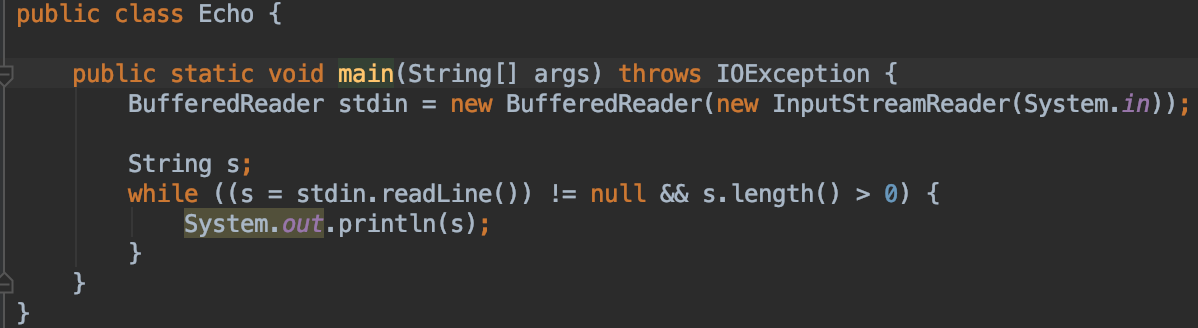 public class Echo {
public static void main(String[] args) throws IOException {
BufferedReader stdin = new BufferedReader(new InputStreamReader(System.in));
String s;
while ((s = stdin.readLine()) != null && s.length() > 0) {
System.out.println(s);
}
}
}